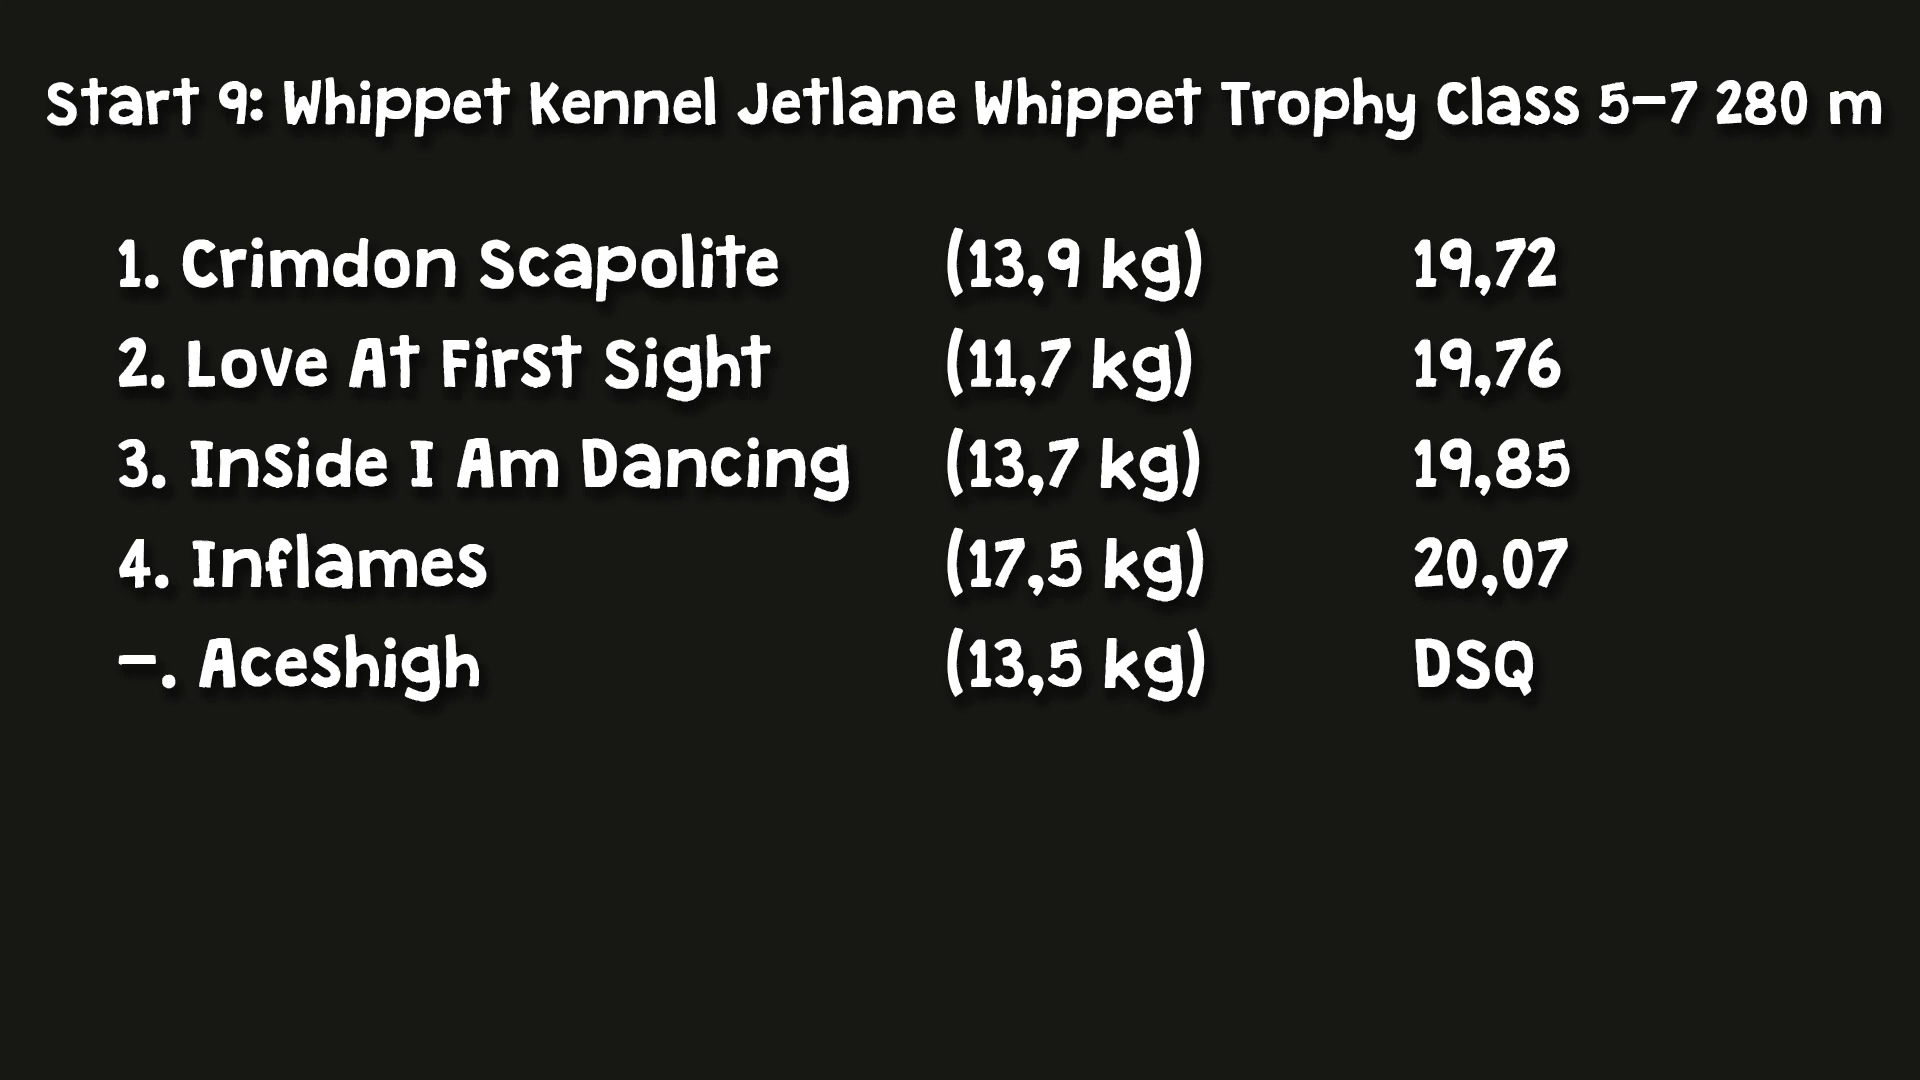 Start 9: Whippet Kennel Jetlane Whippet Trophy Class 5-7 280 m
1. Crimdon Scapolite (13,9 kg) 19,72
2. Love At First Sight (11,7 kg) 19,76
3. Inside I Am Dancing (13,7 kg) 19,85
4. Inflames (17,5 kg) 20,07
-. Aceshigh (13,5 kg) DSQ